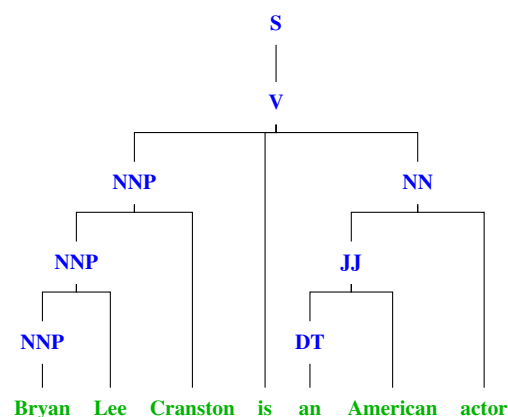 S
V
NNP NN
NNP JJ
NNP DT
Bryan Lee Cranston is an American actor